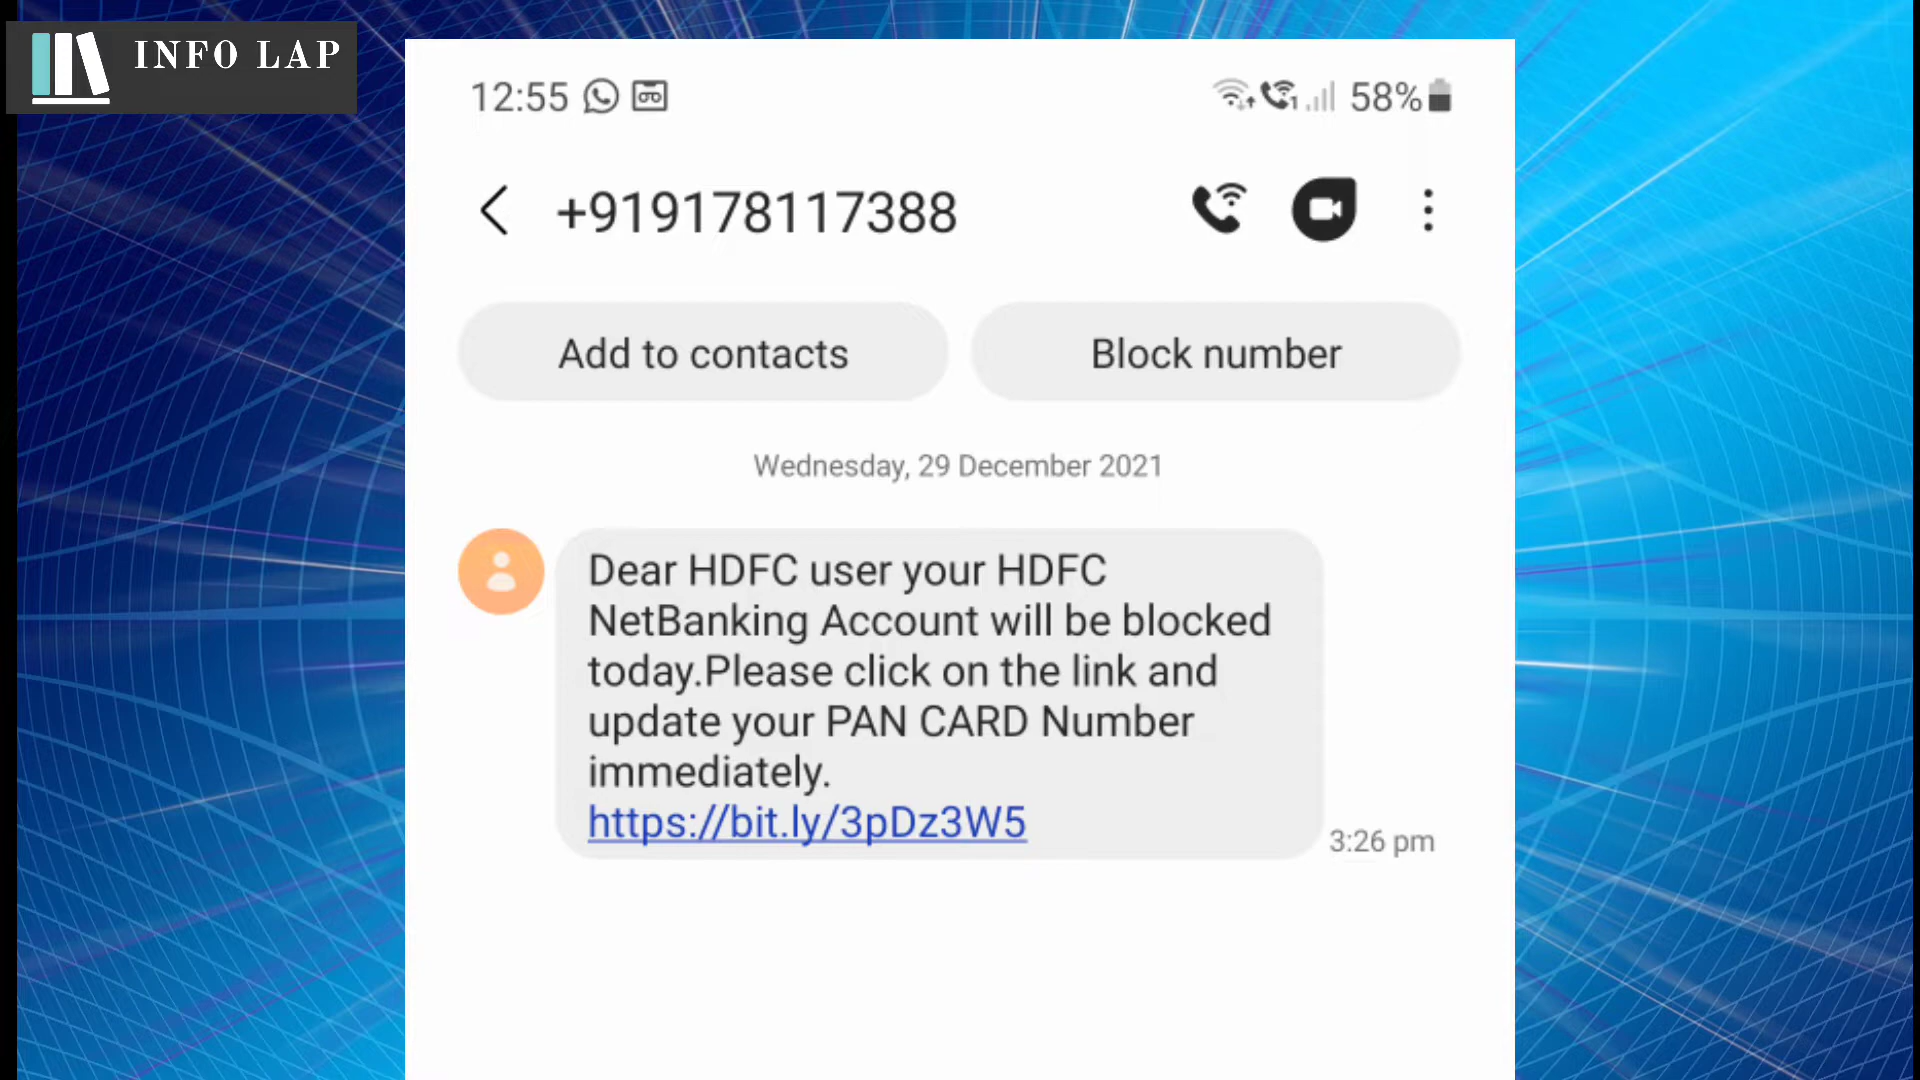 INFO LAP
12:55
58%
+919178117388
Add to contacts
Block number
Wednesday, 29 December 2021
Dear HDFC user your HDFC
NetBanking Account will be blocked
today.Please click on the link and
update your PAN CARD Number
immediately.
https://bit.ly/3pDz3W5
3:26 pm